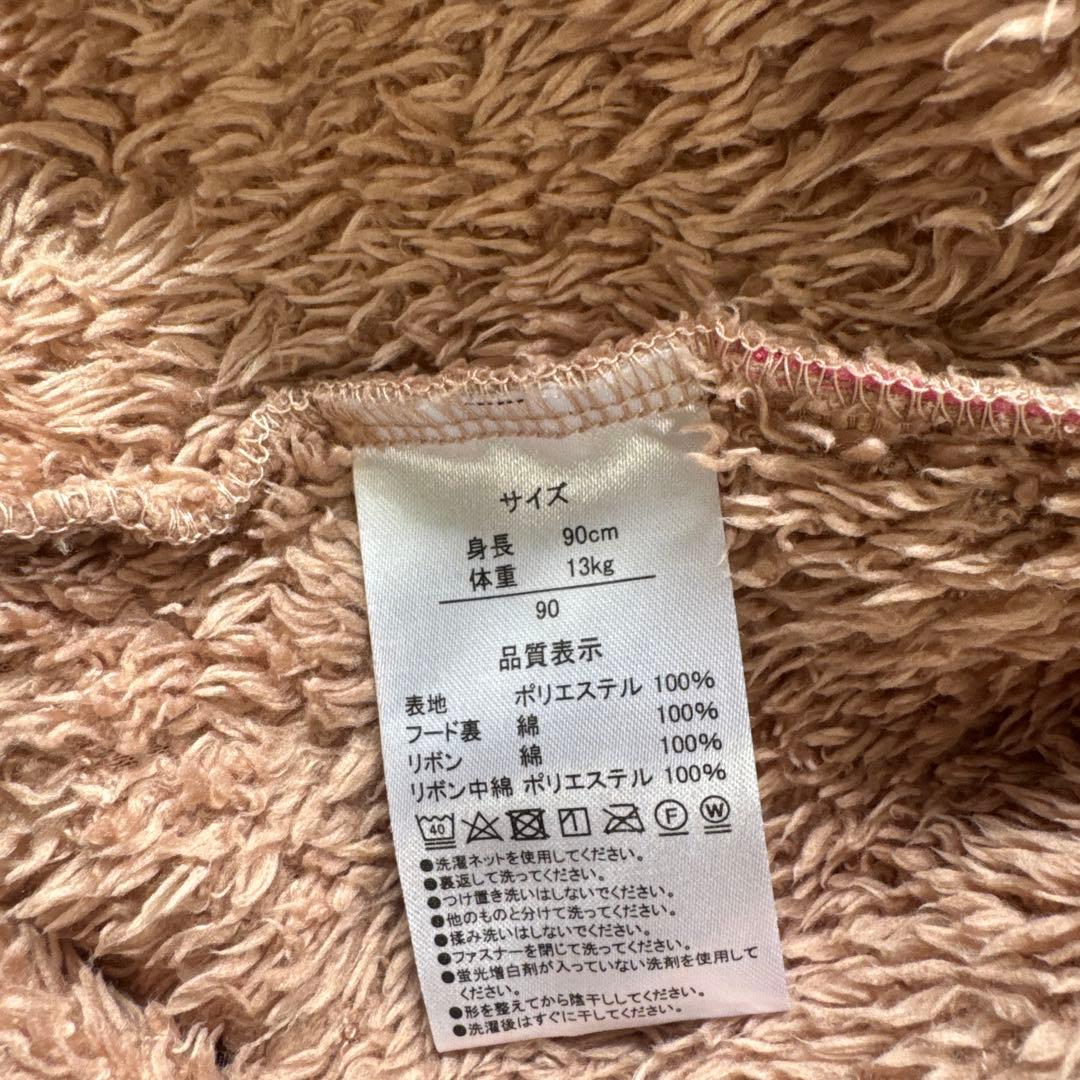 サイズ
身長 90cm
体重 13kg
90
品質表示
表地 ポリエステル 100%
フード裏 綿 100%
リボン 綿 100%
リボン中綿 ポリエステル 100%
40 F W
●洗濯ネットを使用してください。
●裏返して洗ってください。
●つけ置き洗いはしないでください。
●他のものと分けて洗ってください。
●揉み洗いはしないでください。
●ファスナーを閉じて洗ってください。
●蛍光増白剤が入っていない洗剤を使用して
ください。
●形を整えてから陰干ししてください。
●洗濯後はすぐに干してください。